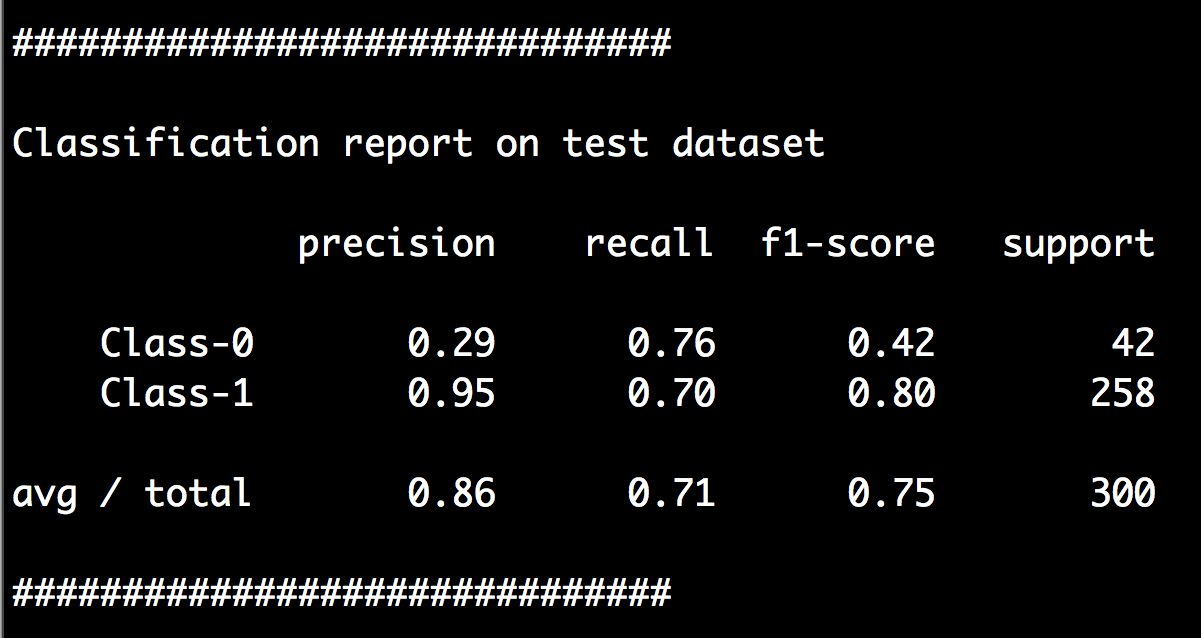 ##############################
Classification report on test dataset
precision recall f1-score support
Class-0 0.29 0.76 0.42 42
Class-1 0.95 0.70 0.80 258
avg / total 0.86 0.71 0.75 300
##############################